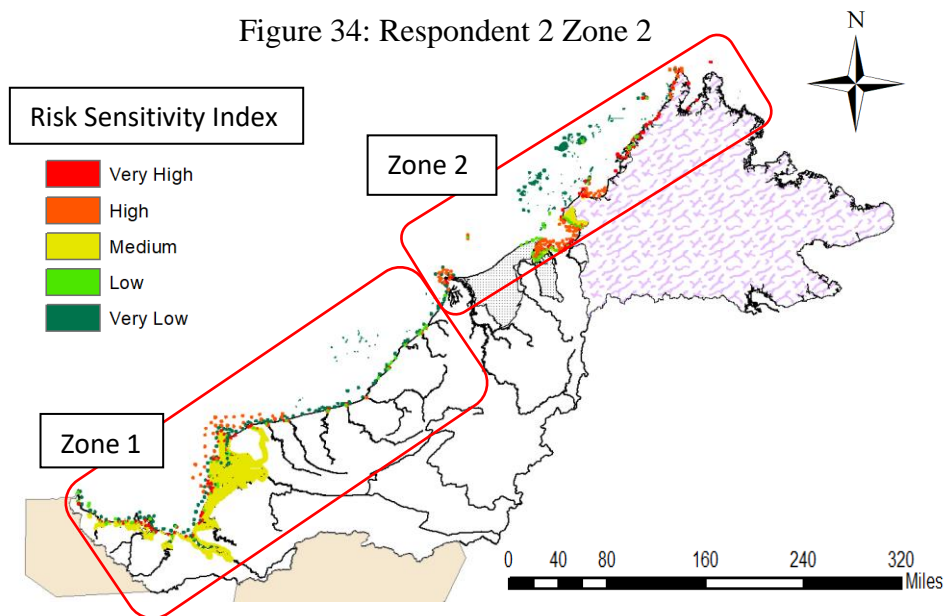 Figure 34: Respondent 2 Zone 2
N
Risk Sensitivity Index
Very High
High
Medium
Low
Very Low
Zone 2
Zone 1
0 40 80 160 240 320
Miles